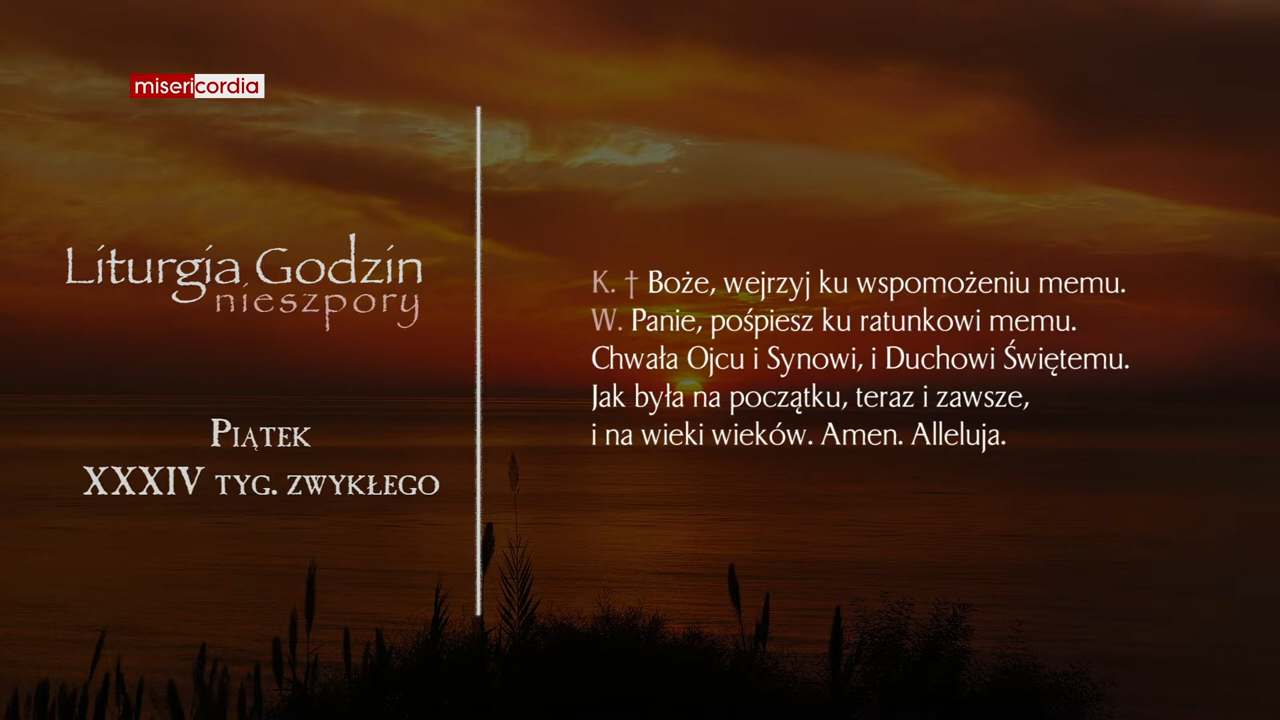 misericordia
Liturgia Godzin
nieszpory
Piątek
XXXIV tyg. zwykłego
K. † Boże, wejrzyj ku wspomożeniu memu.
W. Panie, pośpiesz ku ratunkowi memu.
Chwała Ojcu i Synowi, i Duchowi Świętemu.
Jak była na początku, teraz i zawsze,
i na wieki wieków. Amen. Alleluja.